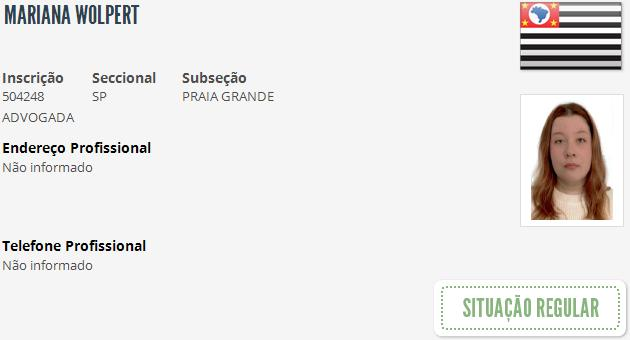 MARIANA WOLPERT
Inscrição Seccional Subseção
504248 SP PRAIA GRANDE
ADVOGADA
Endereço Profissional
Não informado
Telefone Profissional
Não informado
SITUAÇÃO REGULAR